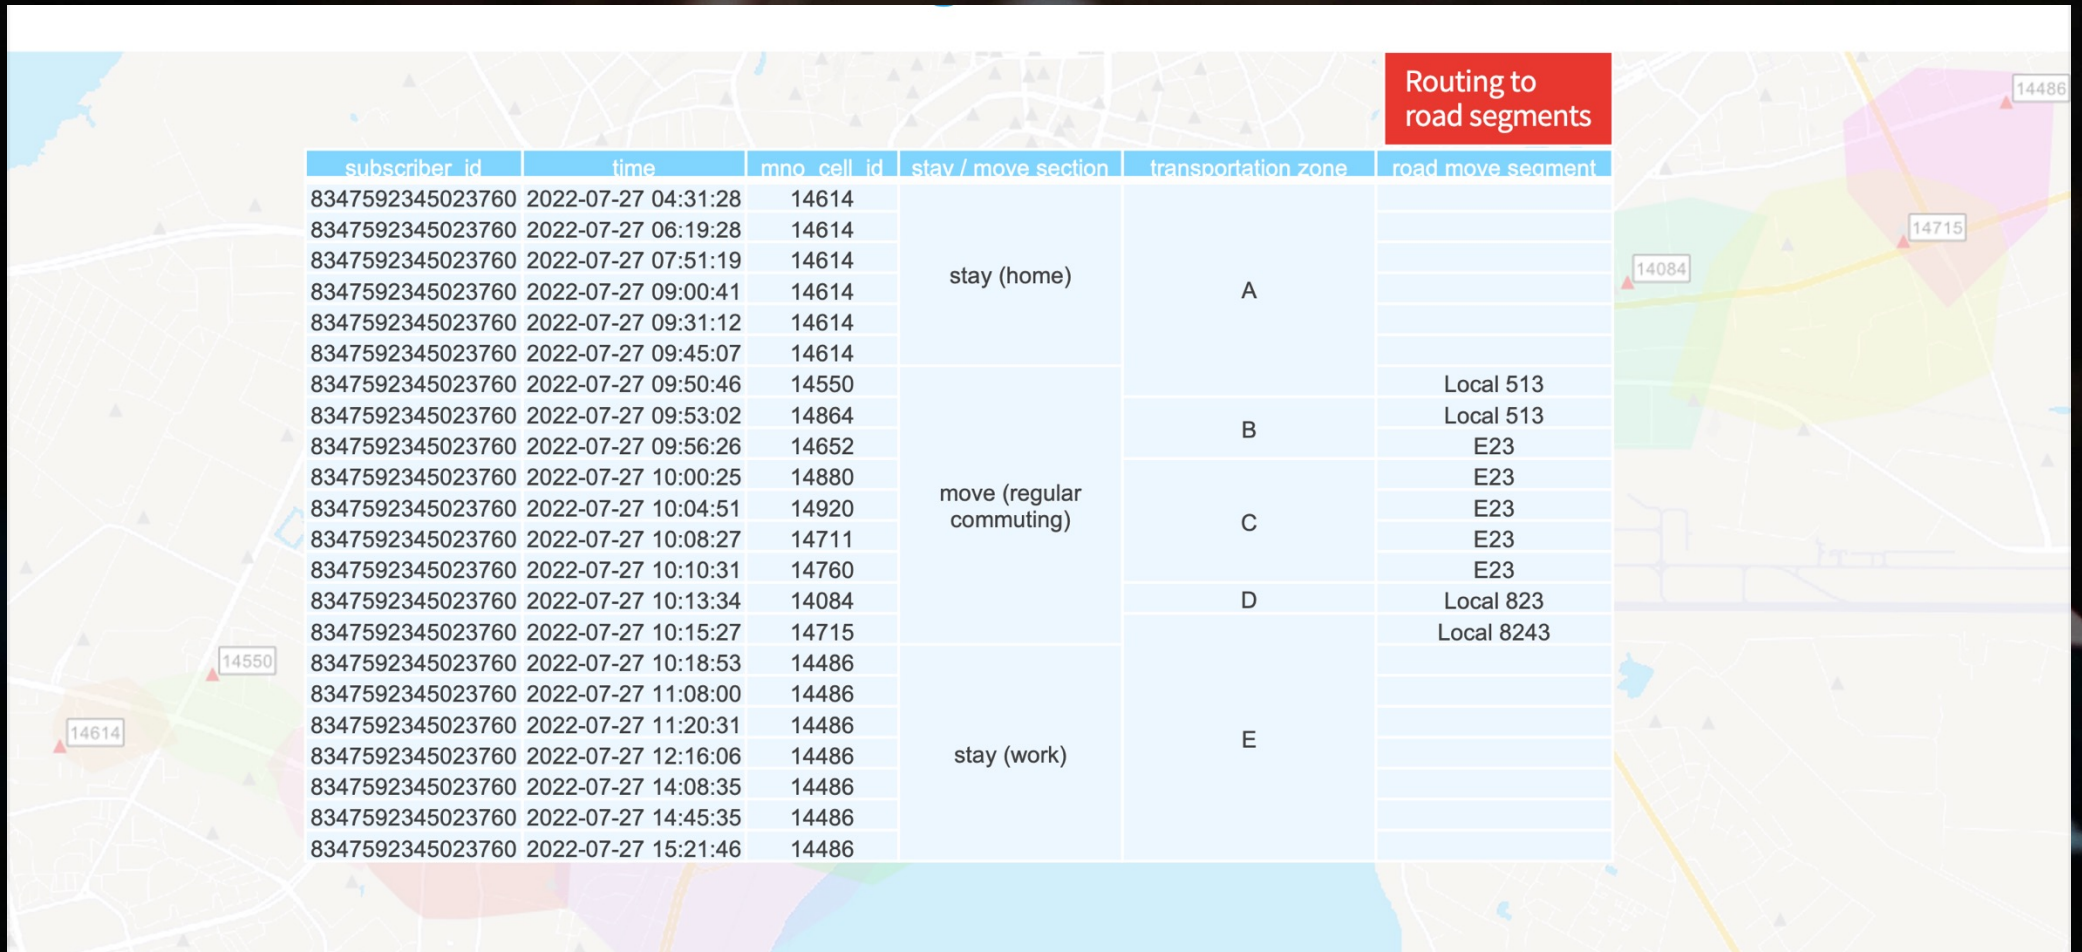 Routing to
road segments
subscriber_id time mno_cell_id stay / move section transportation zone road move segment
8347592345023760 2022-07-27 04:31:28 14614
8347592345023760 2022-07-27 06:19:28 14614
8347592345023760 2022-07-27 07:51:19 14614
stay (home)
8347592345023760 2022-07-27 09:00:41 14614 A
8347592345023760 2022-07-27 09:31:12 14614
8347592345023760 2022-07-27 09:45:07 14614
8347592345023760 2022-07-27 09:50:46 14550 Local 513
8347592345023760 2022-07-27 09:53:02 14864 Local 513
B
8347592345023760 2022-07-27 09:56:26 14652 E23
8347592345023760 2022-07-27 10:00:25 14880 E23
move (regular
8347592345023760 2022-07-27 10:04:51 14920 E23
commuting) C
8347592345023760 2022-07-27 10:08:27 14711 E23
8347592345023760 2022-07-27 10:10:31 14760 E23
8347592345023760 2022-07-27 10:13:34 14084 D Local 823
8347592345023760 2022-07-27 10:15:27 14715 Local 8243
8347592345023760 2022-07-27 10:18:53 14486
8347592345023760 2022-07-27 11:08:00 14486
8347592345023760 2022-07-27 11:20:31 14486
E
8347592345023760 2022-07-27 12:16:06 14486 stay (work)
8347592345023760 2022-07-27 14:08:35 14486
8347592345023760 2022-07-27 14:45:35 14486
8347592345023760 2022-07-27 15:21:46 14486
14486
14715
14084
14550
14614